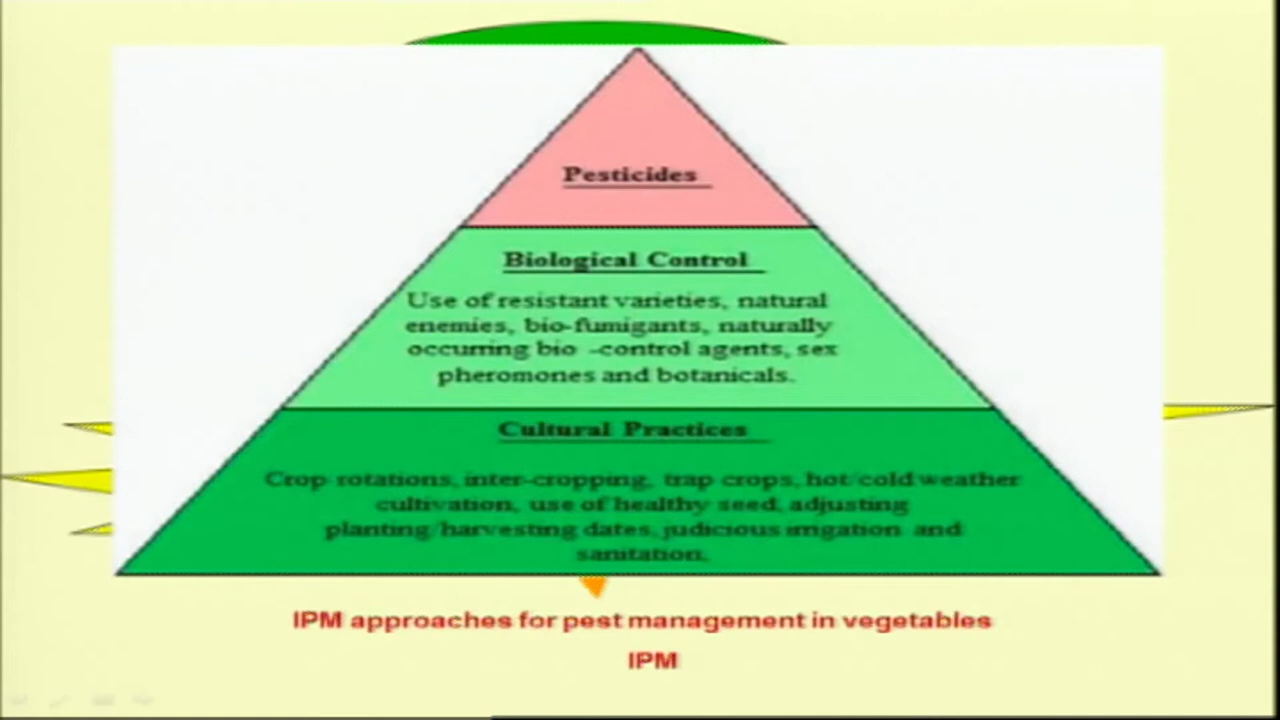 Pesticides
Biological Control
Use of resistant varieties, natural
enemies, bio-fumigants, naturally
occurring bio -control agents, sex
pheromones and botanicals.
Cultural Practices
Crop rotations, inter-cropping, trap crops, hot/cold weather
cultivation, use of healthy seed, adjusting
planting/harvesting dates, judicious irrigation and
sanitation.
IPM approaches for pest management in vegetables
IPM